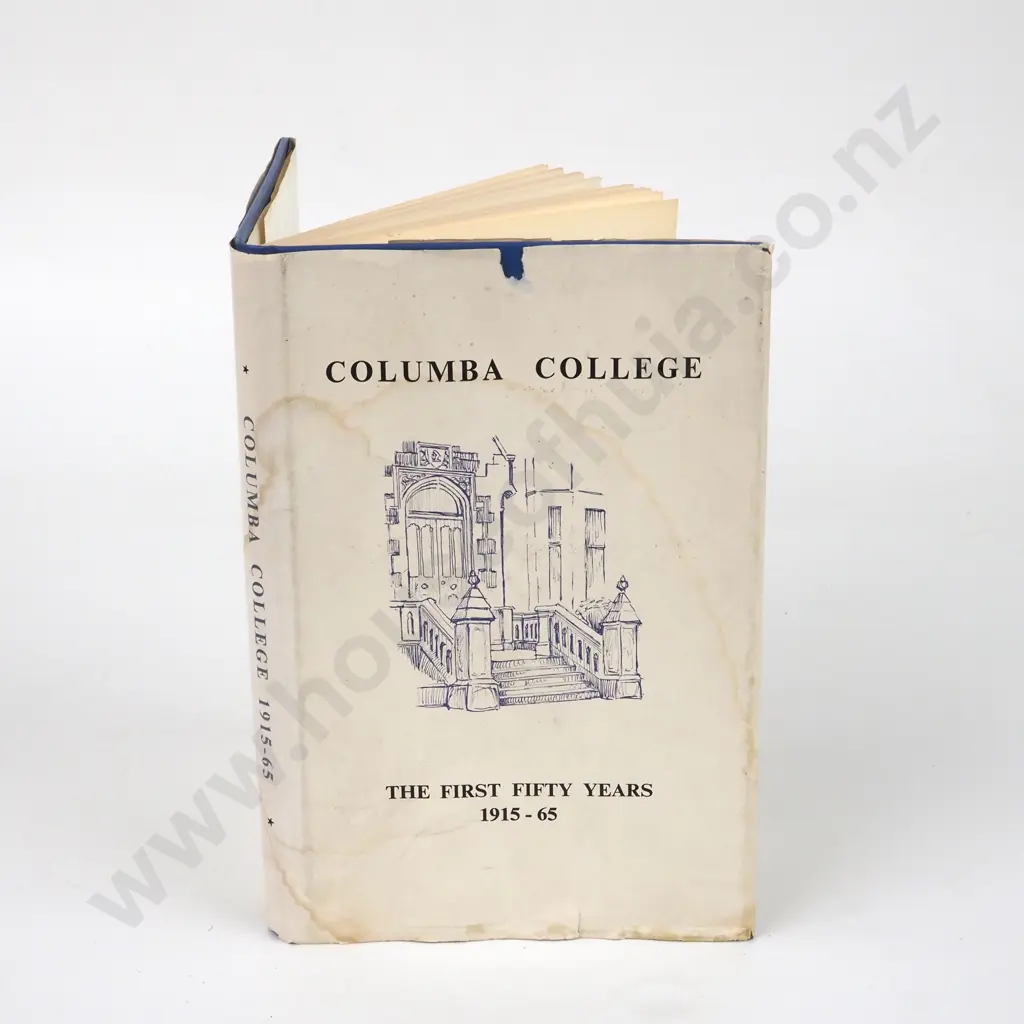 COLUMBA COLLEGE
THE FIRST FIFTY YEARS
1915 - 65
★ COLUMBA COLLEGE 1915-65 ★
www.houseofhuia.co.nz